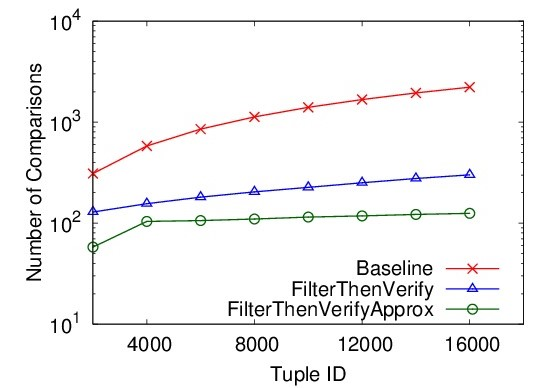 10^4
10^3
10^2
10^1
Number of Comparisons
Baseline
FilterThenVerify
FilterThenVerifyApprox
4000 8000 12000 16000
Tuple ID